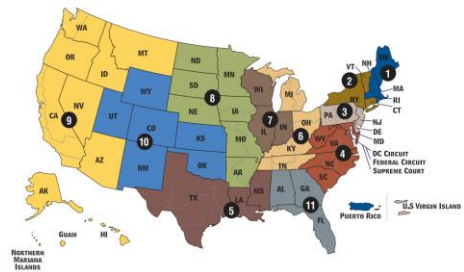 WA
MT
ND
MN
OR
ID
SD
WI
MI
WY
8
VT
NH
ME
1
2
NY
MA
RI
CT
NV
9
CA
UT
CO
10
NE
IA
7
IL
IN
OH
6
PA
3
NJ
DE
MD
WV
VA
4
KS
MO
KY
DC CIRCUIT
FEDERAL CIRCUIT
SUPREME COURT
AZ
NM
OK
AR
TN
NC
SC
TX
LA
5
MS
AL
GA
11
FL
AK
HI
GUAM
NORTHERN
MARIANA
ISLANDS
PUERTO RICO
U.S VIRGIN ISLAND